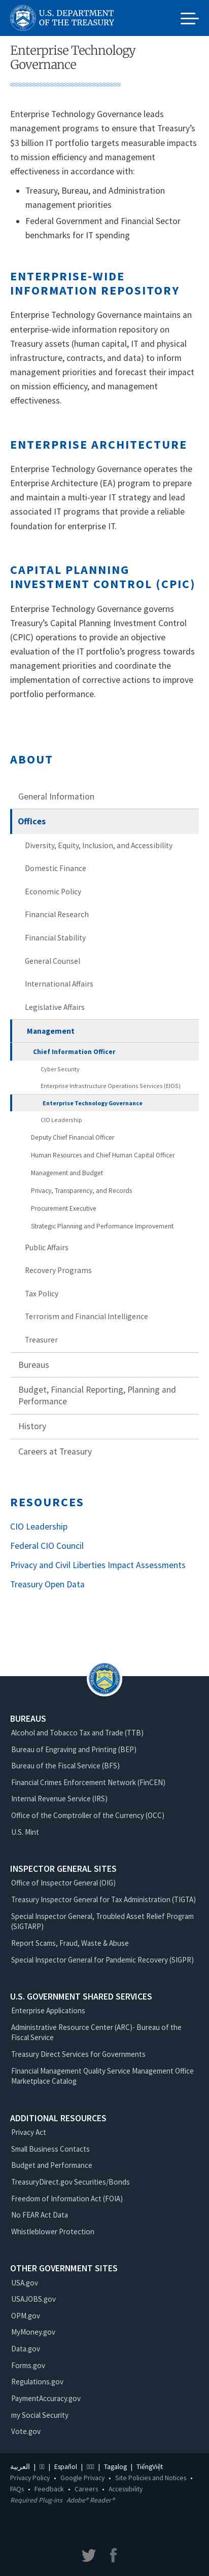 U.S. DEPARTMENT
OF THE TREASURY
Enterprise Technology
Governance
Enterprise Technology Governance leads
management programs to ensure that Treasury's
$3 billion IT portfolio targets measurable impacts
to mission efficiency and management
effectiveness in accordance with:
• Treasury, Bureau, and Administration
management priorities
• Federal Government and Financial Sector
benchmarks for IT spending
ENTERPRISE-WIDE
INFORMATION REPOSITORY
Enterprise Technology Governance maintains an
enterprise-wide information repository on
Treasury assets (human capital, IT and physical
infrastructure, contracts, and data) to inform
management priorities and forecast their impact
on mission efficiency, and management
effectiveness.
ENTERPRISE ARCHITECTURE
Enterprise Technology Governance operates the
Enterprise Architecture (EA) program to prepare
and maintain a multi-year IT strategy and lead
associated IT programs that provide a reliable
foundation for enterprise IT.
CAPITAL PLANNING
INVESTMENT CONTROL (CPIC)
Enterprise Technology Governance governs
Treasury's Capital Planning Investment Control
(CPIC) operations to provide an objective
evaluation of the IT portfolio's progress towards
management priorities and coordinate the
implementation of corrective actions to improve
portfolio performance.
ABOUT
General Information
Offices
Diversity, Equity, Inclusion, and Accessibility
Domestic Finance
Economic Policy
Financial Research
Financial Stability
General Counsel
International Affairs
Legislative Affairs
Management
Chief Information Officer
Cyber Security
Enterprise Infrastructure Operations Services (EIOS)
Enterprise Technology Governance
CIO Leadership
Deputy Chief Financial Officer
Human Resources and Chief Human Capital Officer
Management and Budget
Privacy, Transparency, and Records
Procurement Executive
Strategic Planning and Performance Improvement
Public Affairs
Recovery Programs
Tax Policy
Terrorism and Financial Intelligence
Treasurer
Bureaus
Budget, Financial Reporting, Planning and
Performance
History
Careers at Treasury
RESOURCES
CIO Leadership
Federal CIO Council
Privacy and Civil Liberties Impact Assessments
Treasury Open Data
BUREAUS
Alcohol and Tobacco Tax and Trade (TTB)
Bureau of Engraving and Printing (BEP)
Bureau of the Fiscal Service (BFS)
Financial Crimes Enforcement Network (FinCEN)
Internal Revenue Service (IRS)
Office of the Comptroller of the Currency (OCC)
U.S. Mint
INSPECTOR GENERAL SITES
Office of Inspector General (OIG)
Treasury Inspector General for Tax Administration (TIGTA)
Special Inspector General, Troubled Asset Relief Program
(SIGTARP)
Report Scams, Fraud, Waste & Abuse
Special Inspector General for Pandemic Recovery (SIGPR)
U.S. GOVERNMENT SHARED SERVICES
Enterprise Applications
Administrative Resource Center (ARC)- Bureau of the
Fiscal Service
Treasury Direct Services for Governments
Financial Management Quality Service Management Office
Marketplace Catalog
ADDITIONAL RESOURCES
Privacy Act
Small Business Contacts
Budget and Performance
TreasuryDirect.gov Securities/Bonds
Freedom of Information Act (FOIA)
No FEAR Act Data
Whistleblower Protection
OTHER GOVERNMENT SITES
USA.gov
USAJOBS.gov
OPM.gov
MyMoney.gov
Data.gov
Forms.gov
Regulations.gov
PaymentAccuracy.gov
my Social Security
Vote.gov
العربية | | Español | | Tagalog | TiếngViệt
Privacy Policy • Google Privacy • Site Policies and Notices •
FAQs • Feedback • Careers • Accessibility
Required Plug-ins Adobe® Reader®